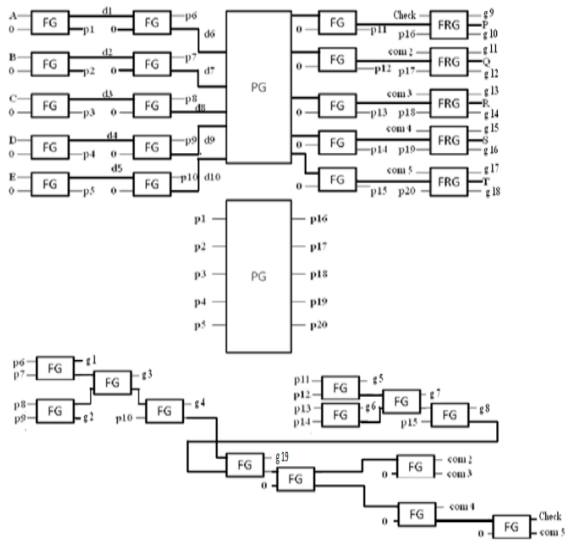 A FG d1 FG p6 FG Check FRG g9
0 p1 0 d6 0 p11 p16 P g10
B FG d2 FG p7 FG com 2 FRG g11
0 p2 0 d7 0 p12 p17 Q g12
PG
C FG d3 FG p8 FG com 3 FRG g13
0 p3 0 d8 0 p13 p18 R g14
D FG d4 FG p9 FG com 4 FRG g15
0 p4 0 d9 0 p14 p19 S g16
E FG d5 FG p10 FG com 5 FRG g17
0 p5 0 d10 0 p15 p20 T g18
p1 p16
p2 p17
p3 PG p18
p4 p19
p5 p20
p6 FG g1
p7 FG g3
p8 FG g2
p9
p10 FG g4
p11 FG g5
p12 FG g7
p13 FG g6
p14
p15 FG g8
FG g19
0 FG
FG com 2
0 com 3
FG com 4
0
FG Check
0 com 5